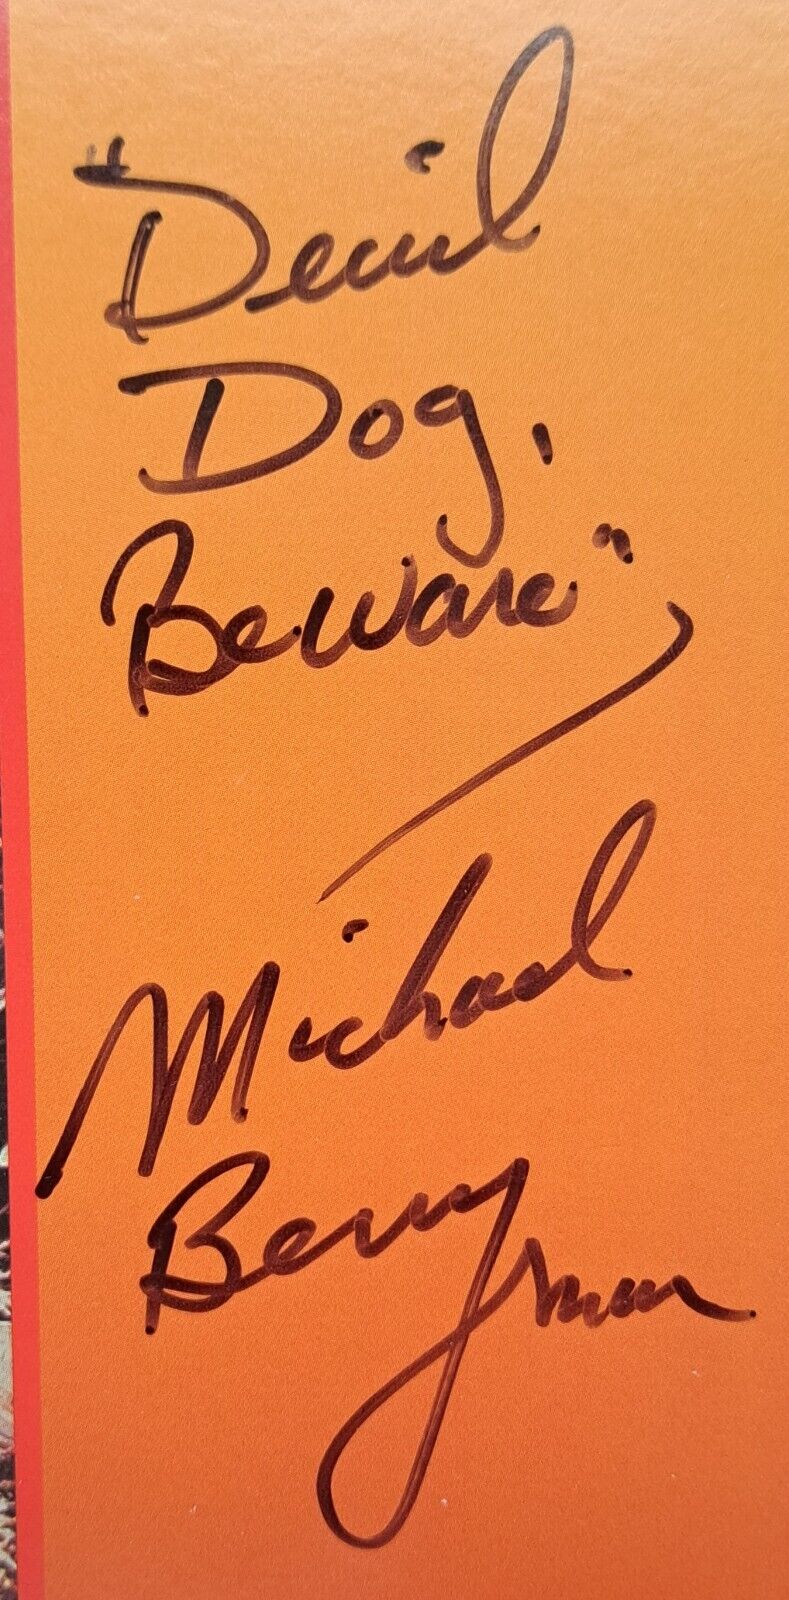 "Devil
Dog,
Beware"
Michael
Berryman